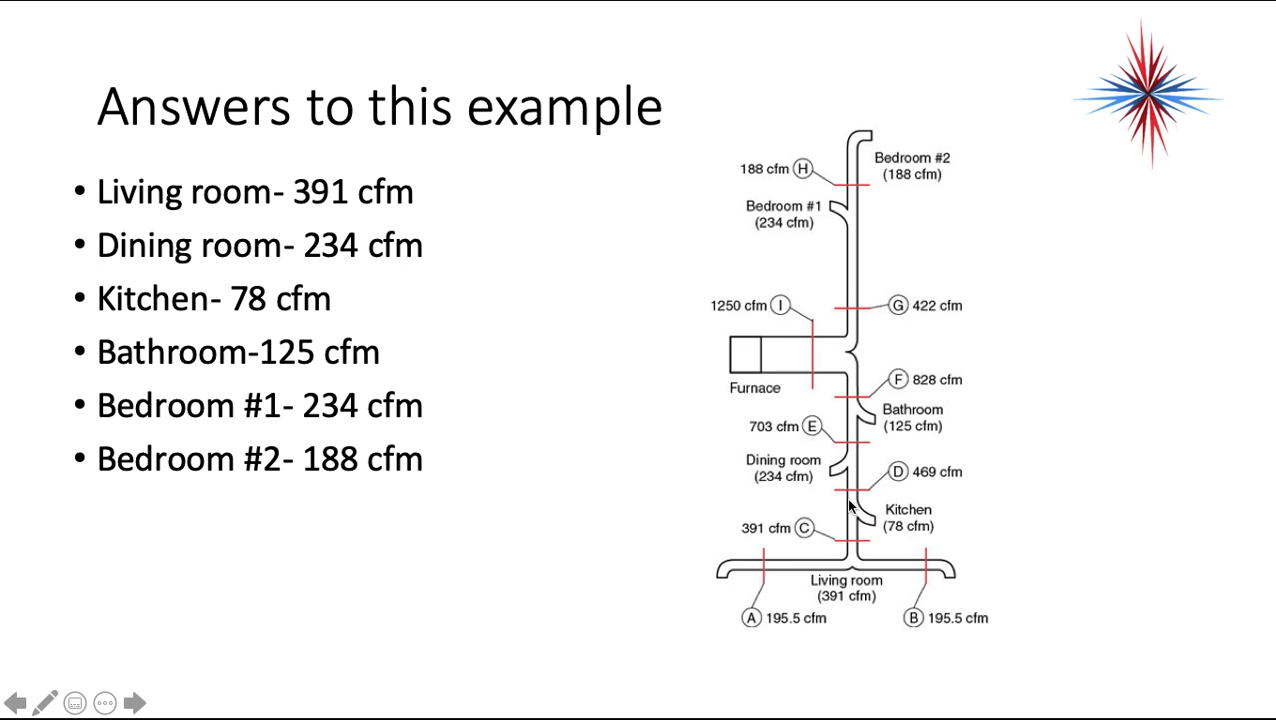 Answers to this example
• Living room- 391 cfm
• Dining room- 234 cfm
• Kitchen- 78 cfm
• Bathroom-125 cfm
• Bedroom #1- 234 cfm
• Bedroom #2- 188 cfm
188 cfm H
Bedroom #2
(188 cfm)
Bedroom #1
(234 cfm)
1250 cfm I
G 422 cfm
Furnace
F 828 cfm
Bathroom
(125 cfm)
703 cfm E
Dining room
(234 cfm)
D 469 cfm
Kitchen
(78 cfm)
391 cfm C
Living room
(391 cfm)
A 195.5 cfm
B 195.5 cfm